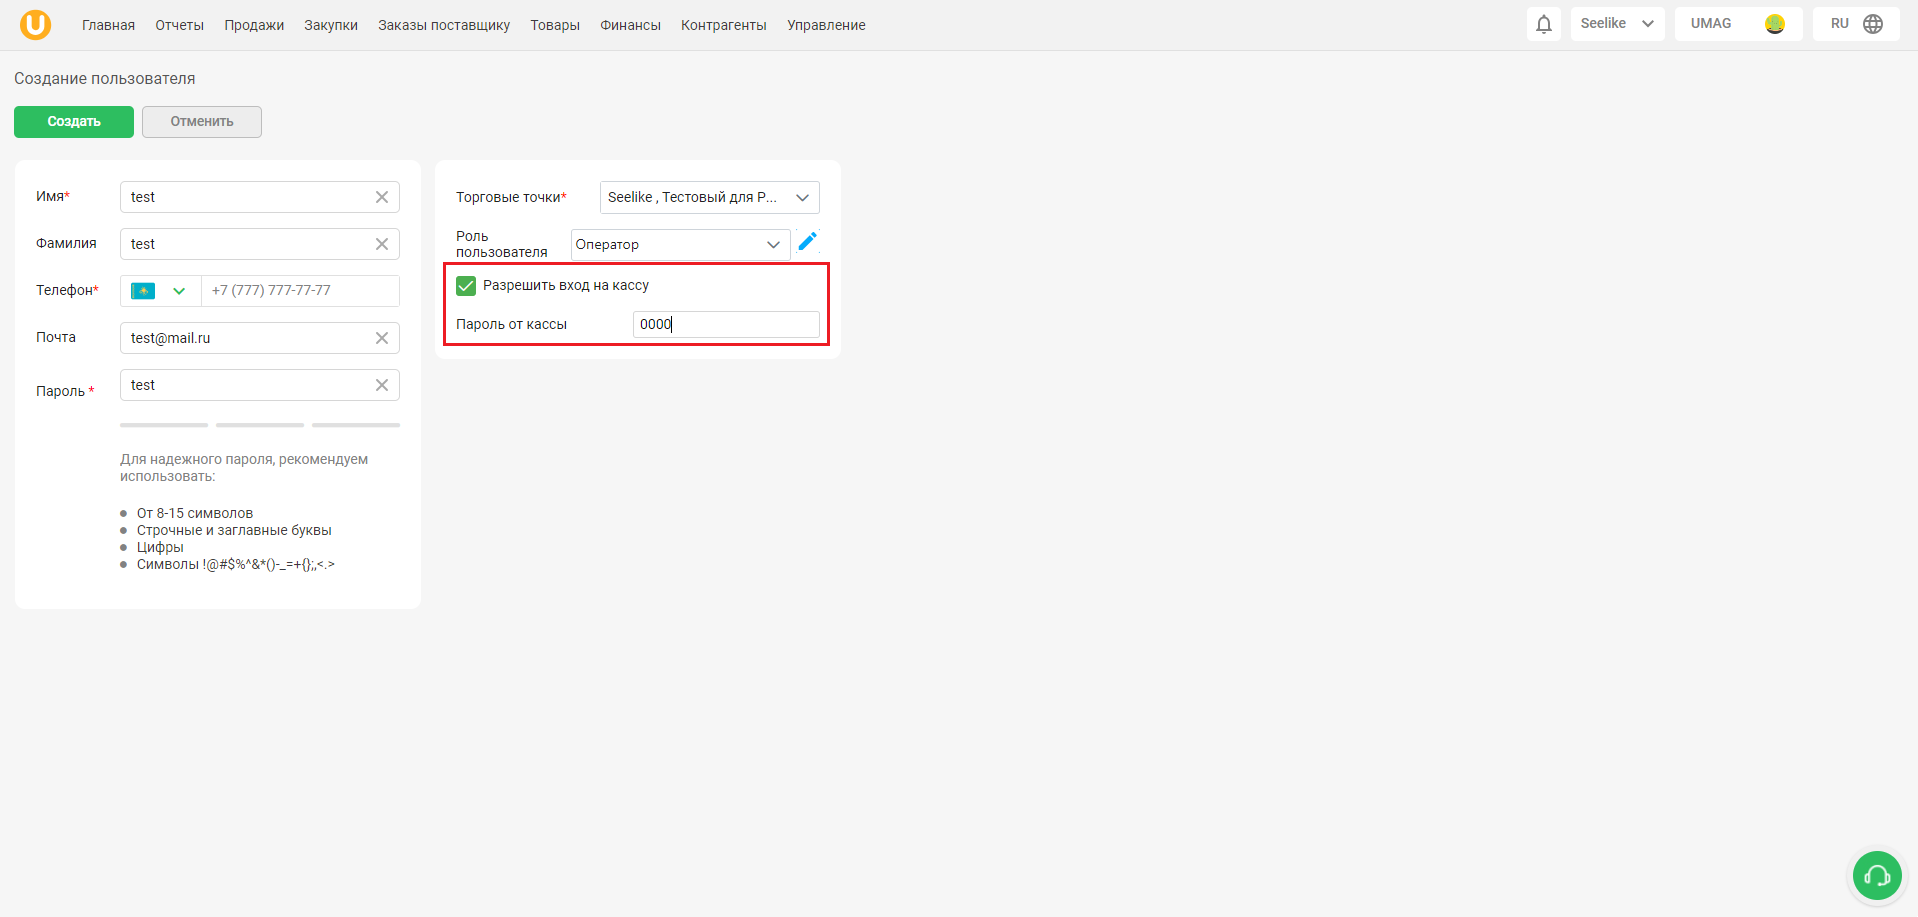 U Главная Отчеты Продажи Закупки Заказы поставщику Товары Финансы Контрагенты Управление Seelike UMAG RU
Создание пользователя
Создать Отменить
Имя* test
Фамилия test
Телефон* +7 (777) 777-77-77
Почта test@mail.ru
Пароль * test
Для надежного пароля, рекомендуем
использовать:
От 8-15 символов
Строчные и заглавные буквы
Цифры
Символы !@#$%^&*()-_=+{};,<.>
Торговые точки* Seelike , Тестовый для Р...
Роль
пользователя Оператор
Разрешить вход на кассу
Пароль от кассы 0000